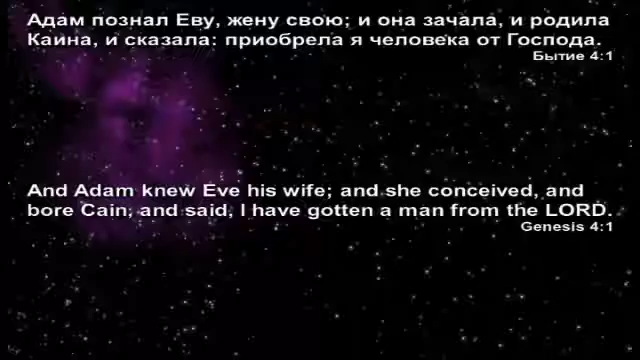 Адам познал Еву, жену свою; и она зачала, и родила
Каина, и сказала: приобрела я человека от Господа.
Бытие 4:1
And Adam knew Eve his wife; and she conceived, and
bore Cain; and said, I have gotten a man from the LORD.
Genesis 4:1